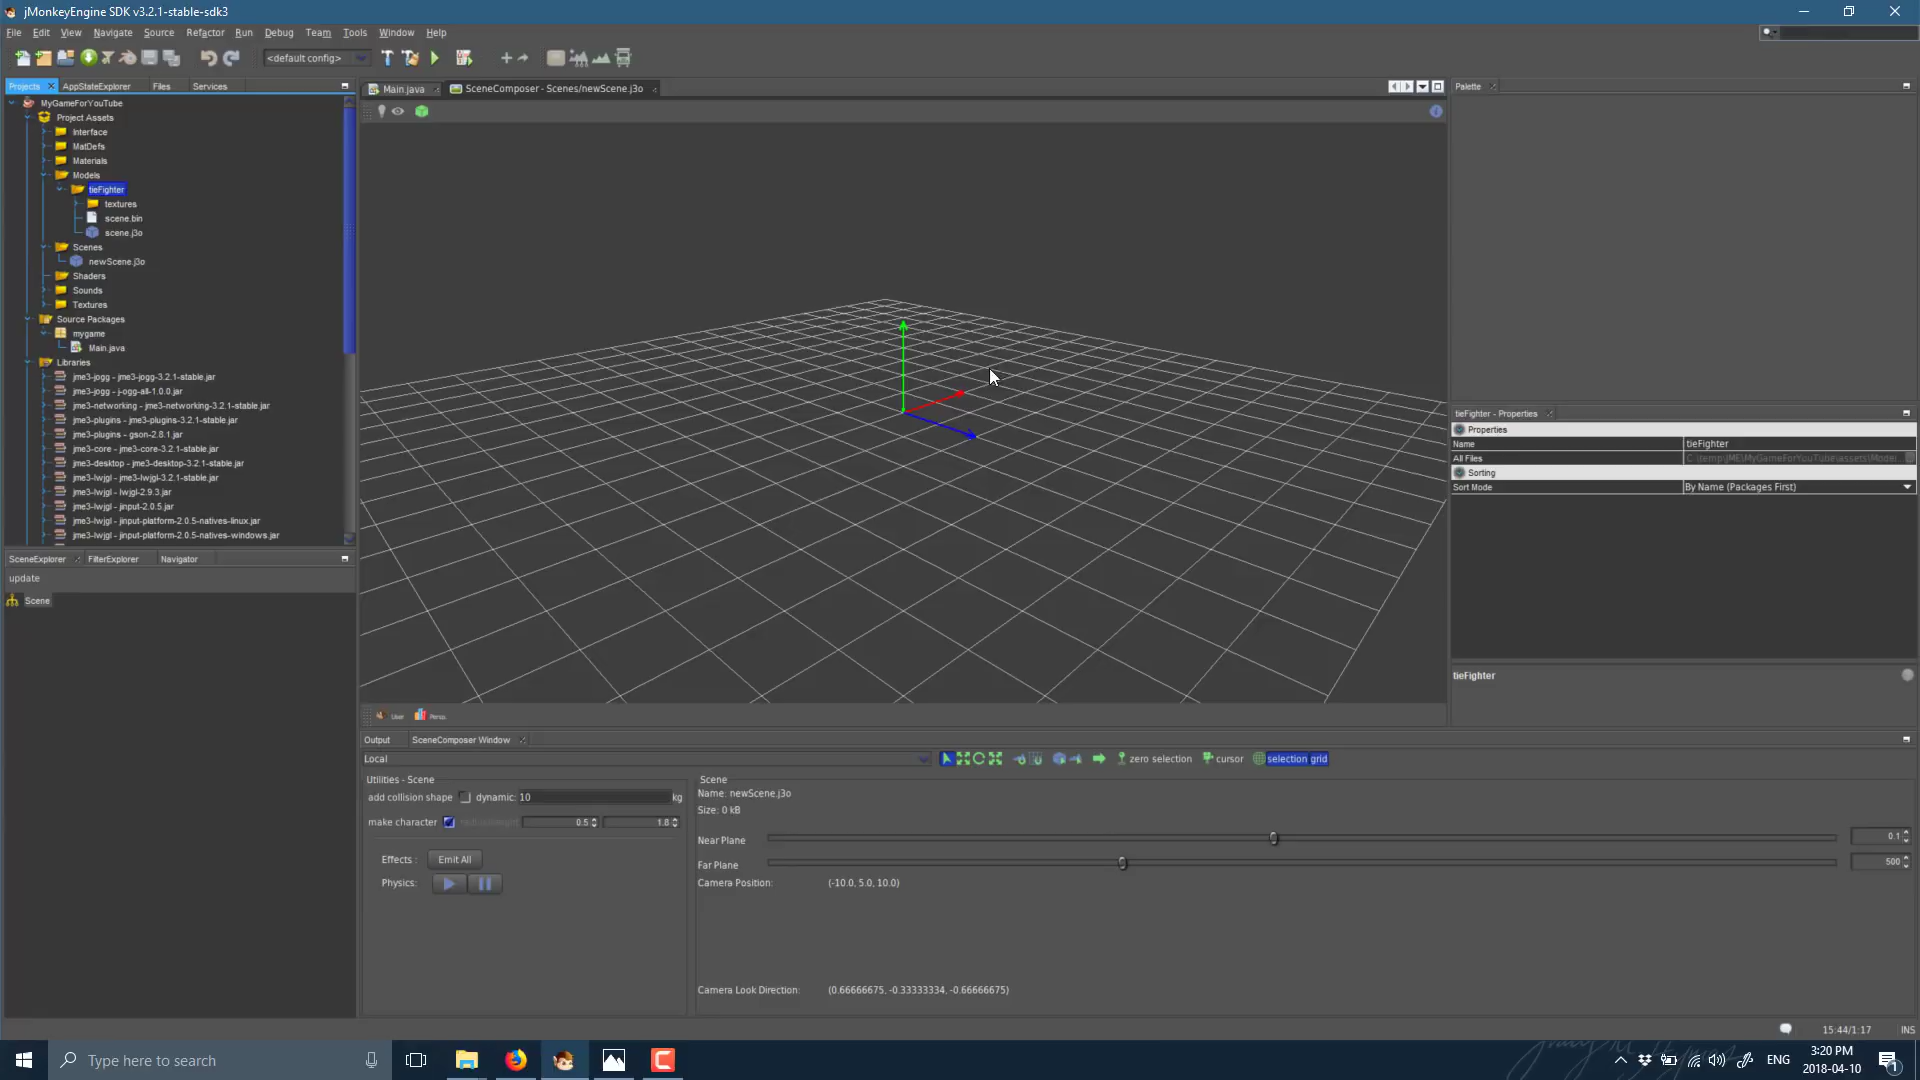 jMonkeyEngine SDK v3.2.1-stable-sdk3
File Edit View Navigate Source Refactor Run Debug Team Tools Window Help
<default config>
Projects AppStateExplorer Files Services
MyGameForYouTube
Project Assets
Interface
MatDefs
Materials
Models
tieFighter
textures
scene.bin
scene.j3o
Scenes
newScene.j3o
Shaders
Sounds
Textures
Source Packages
mygame
Main.java
Libraries
jme3-jogg - jme3-jogg-3.2.1-stable.jar
jme3-jogg - j-ogg-all-1.0.0.jar
jme3-networking - jme3-networking-3.2.1-stable.jar
jme3-plugins - jme3-plugins-3.2.1-stable.jar
jme3-plugins - gson-2.8.1.jar
jme3-core - jme3-core-3.2.1-stable.jar
jme3-desktop - jme3-desktop-3.2.1-stable.jar
jme3-lwjgl - jme3-lwjgl-3.2.1-stable.jar
jme3-lwjgl - lwjgl-2.9.3.jar
jme3-lwjgl - jinput-2.0.5.jar
jme3-lwjgl - jinput-platform-2.0.5-natives-linux.jar
jme3-lwjgl - jinput-platform-2.0.5-natives-windows.jar
SceneExplorer FilterExplorer Navigator
update
Scene
Main.java SceneComposer - Scenes/newScene.j3o
User Persp.
Output SceneComposer Window
Local
zero selection cursor selection grid
Utilities - Scene
add collision shape dynamic: 10 kg
make character 0.5 1.8
Effects : Emit All
Physics:
Scene
Name: newScene.j3o
Size: 0 kB
Near Plane 0.1
Far Plane 500
Camera Position: (-10.0, 5.0, 10.0)
Camera Look Direction: (0.66666675, -0.33333334, -0.66666675)
Palette
tieFighter - Properties
Properties
Name tieFighter
All Files C:\temp\JME\MyGameForYouTube\assets\Model...
Sorting
Sort Mode By Name (Packages First)
tieFighter
15:44/1:17 INS
Type here to search
ENG
3:20 PM
2018-04-10
1